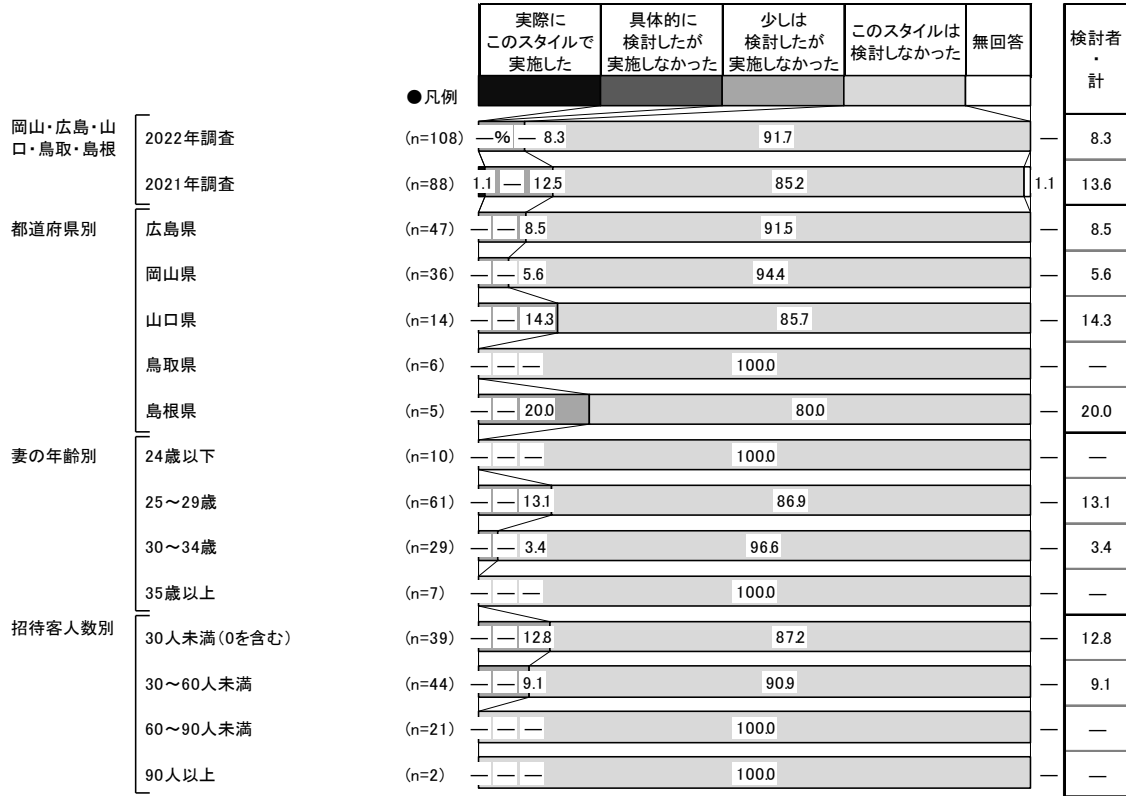 実際に
このスタイルで
実施した
具体的に
検討したが
実施しなかった
少しは
検討したが
実施しなかった
このスタイルは
検討しなかった
無回答
検討者
・
計
●凡例
岡山・広島・山
口・鳥取・島根
2022年調査 (n=108) ―% ― 8.3 91.7 ― 8.3
2021年調査 (n=88) 1.1 ― 12.5 85.2 1.1 13.6
都道府県別 広島県 (n=47) ― ― 8.5 91.5 ― 8.5
岡山県 (n=36) ― ― 5.6 94.4 ― 5.6
山口県 (n=14) ― ― 14.3 85.7 ― 14.3
鳥取県 (n=6) ― ― ― 100.0 ― ―
島根県 (n=5) ― ― 20.0 80.0 ― 20.0
妻の年齢別 24歳以下 (n=10) ― ― ― 100.0 ― ―
25～29歳 (n=61) ― ― 13.1 86.9 ― 13.1
30～34歳 (n=29) ― ― 3.4 96.6 ― 3.4
35歳以上 (n=7) ― ― ― 100.0 ― ―
招待客人数別 30人未満(0を含む) (n=39) ― ― 12.8 87.2 ― 12.8
30～60人未満 (n=44) ― ― 9.1 90.9 ― 9.1
60～90人未満 (n=21) ― ― ― 100.0 ― ―
90人以上 (n=2) ― ― ― 100.0 ― ―